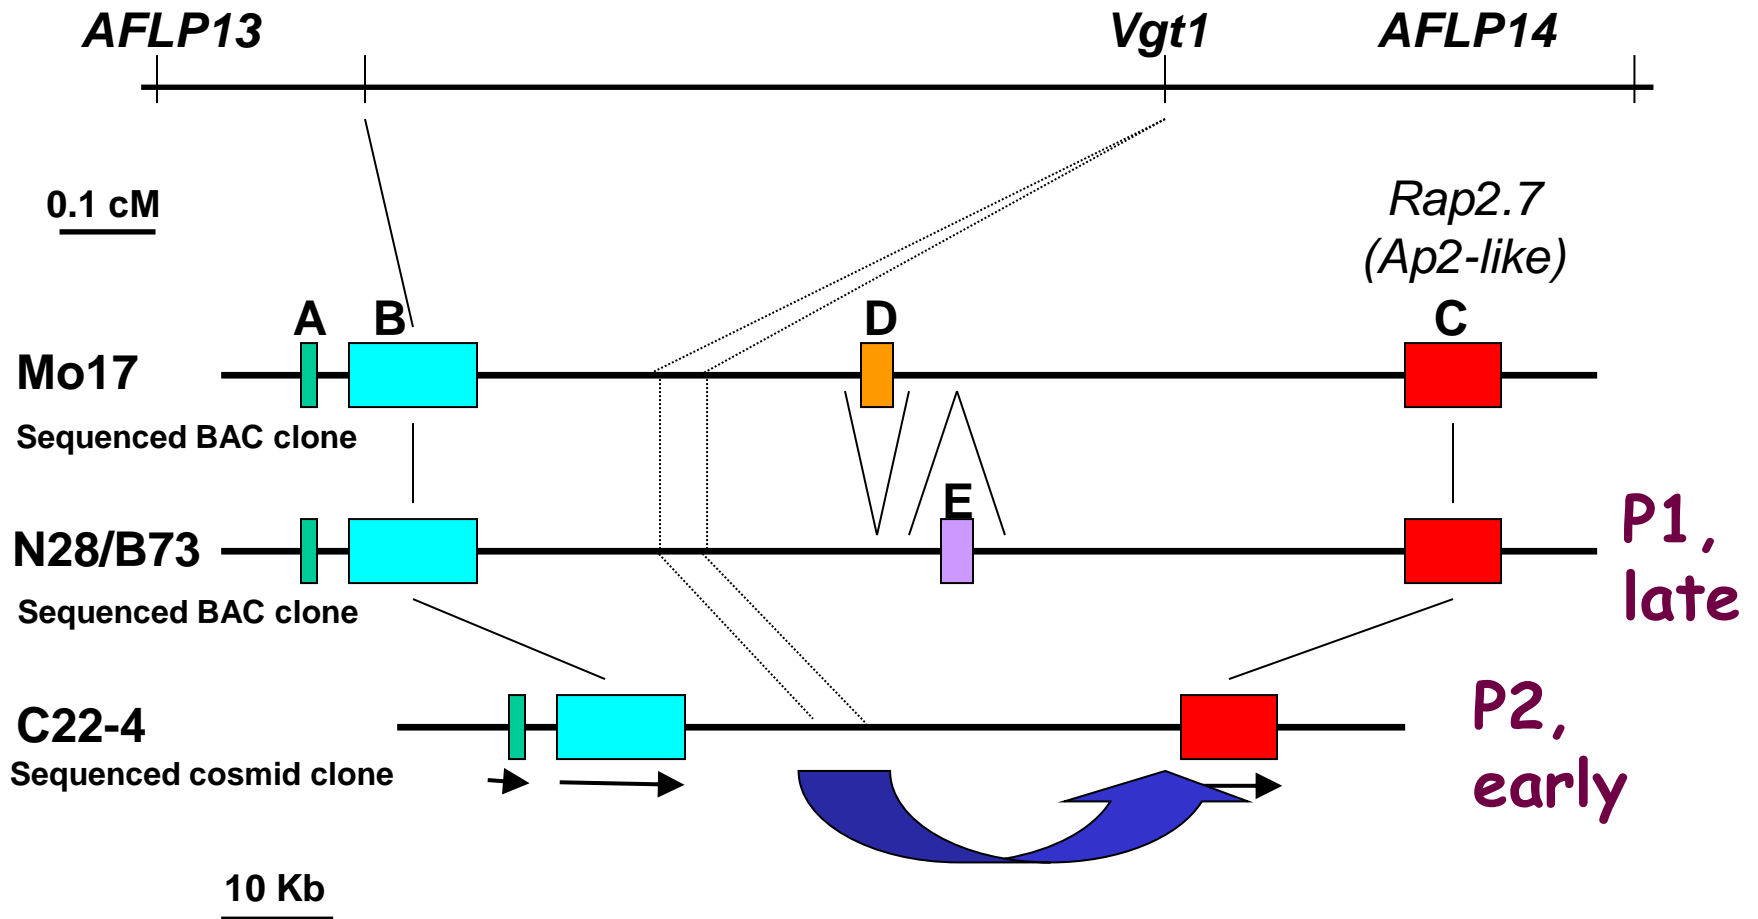 AFLP13 Vgt1 AFLP14
0.1 cM
Rap2.7
(Ap2-like)
A B D C
Mo17
Sequenced BAC clone
E
N28/B73
Sequenced BAC clone
P1,
late
C22-4
Sequenced cosmid clone
P2,
early
10 Kb